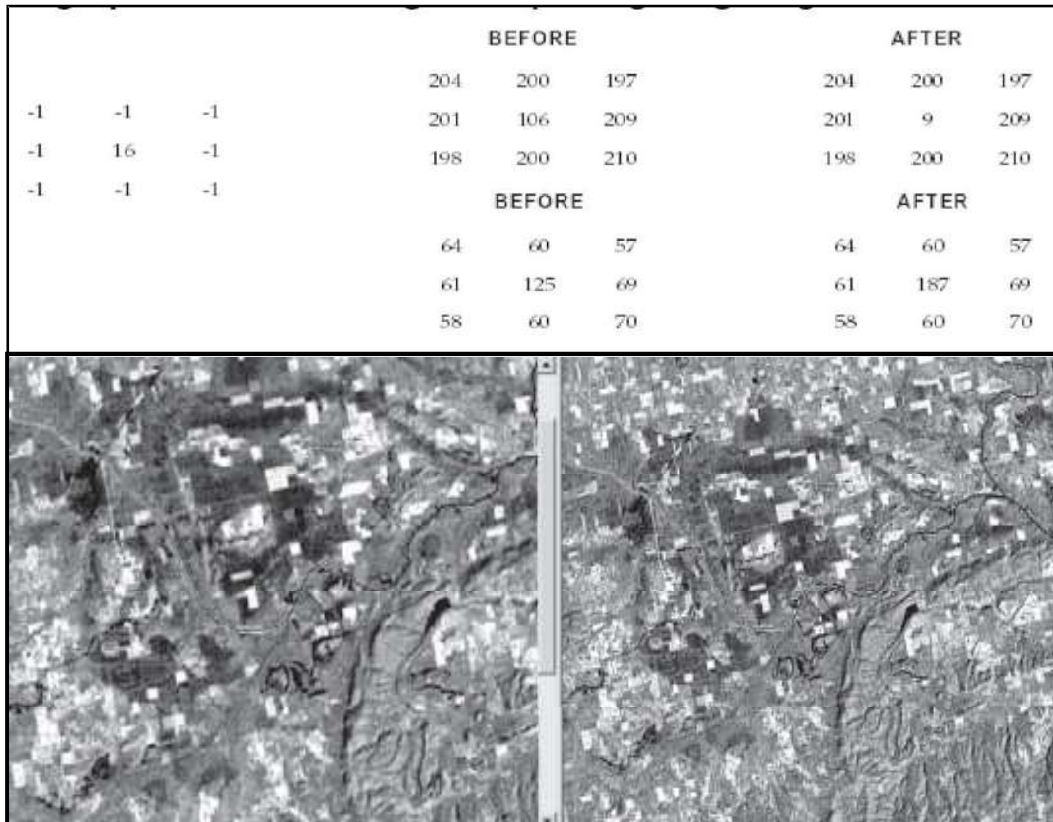 BEFORE AFTER
204 200 197 204 200 197
-1 -1 -1
201 106 209 201 9 209
-1 16 -1
198 200 210 198 200 210
-1 -1 -1
BEFORE AFTER
64 60 57 64 60 57
61 125 69 61 187 69
58 60 70 58 60 70